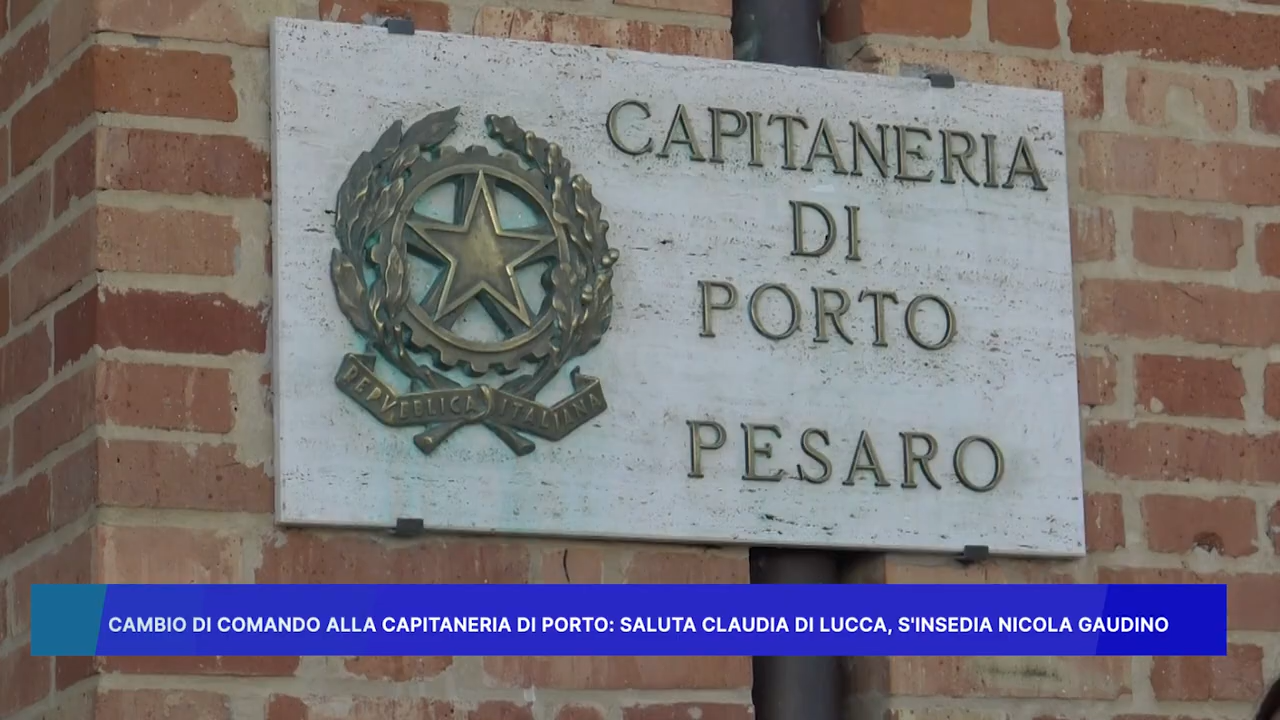 CAPITANERIA
DI
PORTO
PESARO
REPVBBLICA ITALIANA
CAMBIO DI COMANDO ALLA CAPITANERIA DI PORTO: SALUTA CLAUDIA DI LUCCA, S'INSEDIA NICOLA GAUDINO